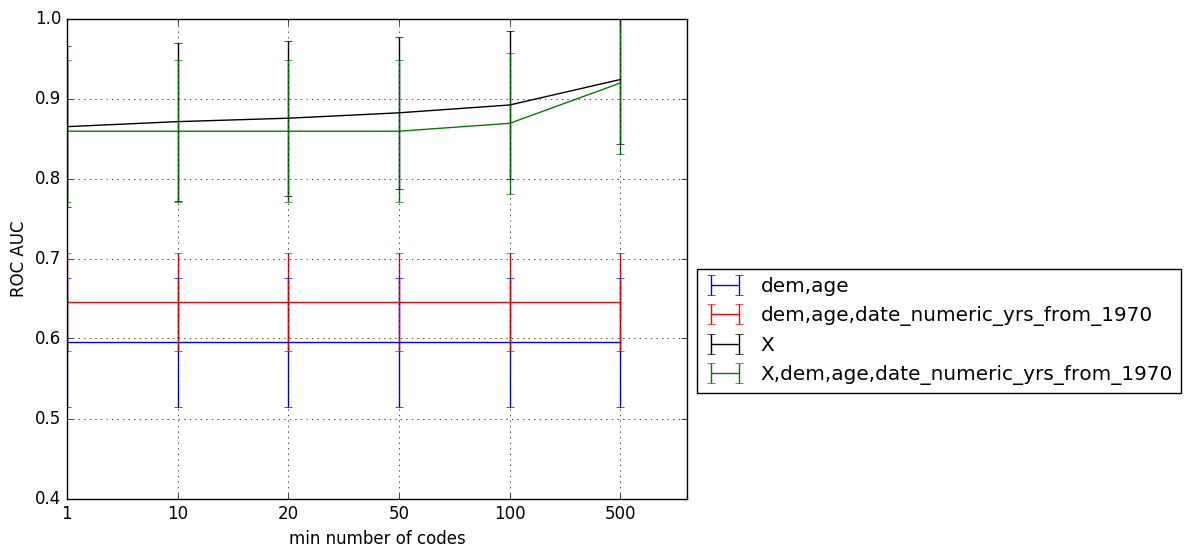 1.0
0.9
0.8
0.7
0.6
0.5
0.4
ROC AUC
1 10 20 50 100 500
min number of codes
dem,age
dem,age,date_numeric_yrs_from_1970
X
X,dem,age,date_numeric_yrs_from_1970